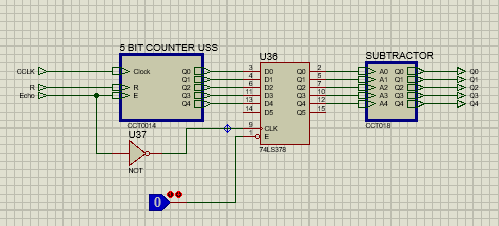 5 BIT COUNTER USS
U36
SUBTRACTOR
CCLK
Clock
Q0
3
D0
Q0
2
A0
Q0
Q0
Q1
4
D1
Q1
5
A1
Q1
Q1
R
R
Q2
6
D2
Q2
7
A2
Q2
Q2
Echo
E
Q3
11
D3
Q3
10
A3
Q3
Q3
Q4
13
D4
Q4
12
A4
Q4
Q4
14
D5
Q5
15
CCT0014
CCT018
U37
9
CLK
1
E
74LS378
NOT
0